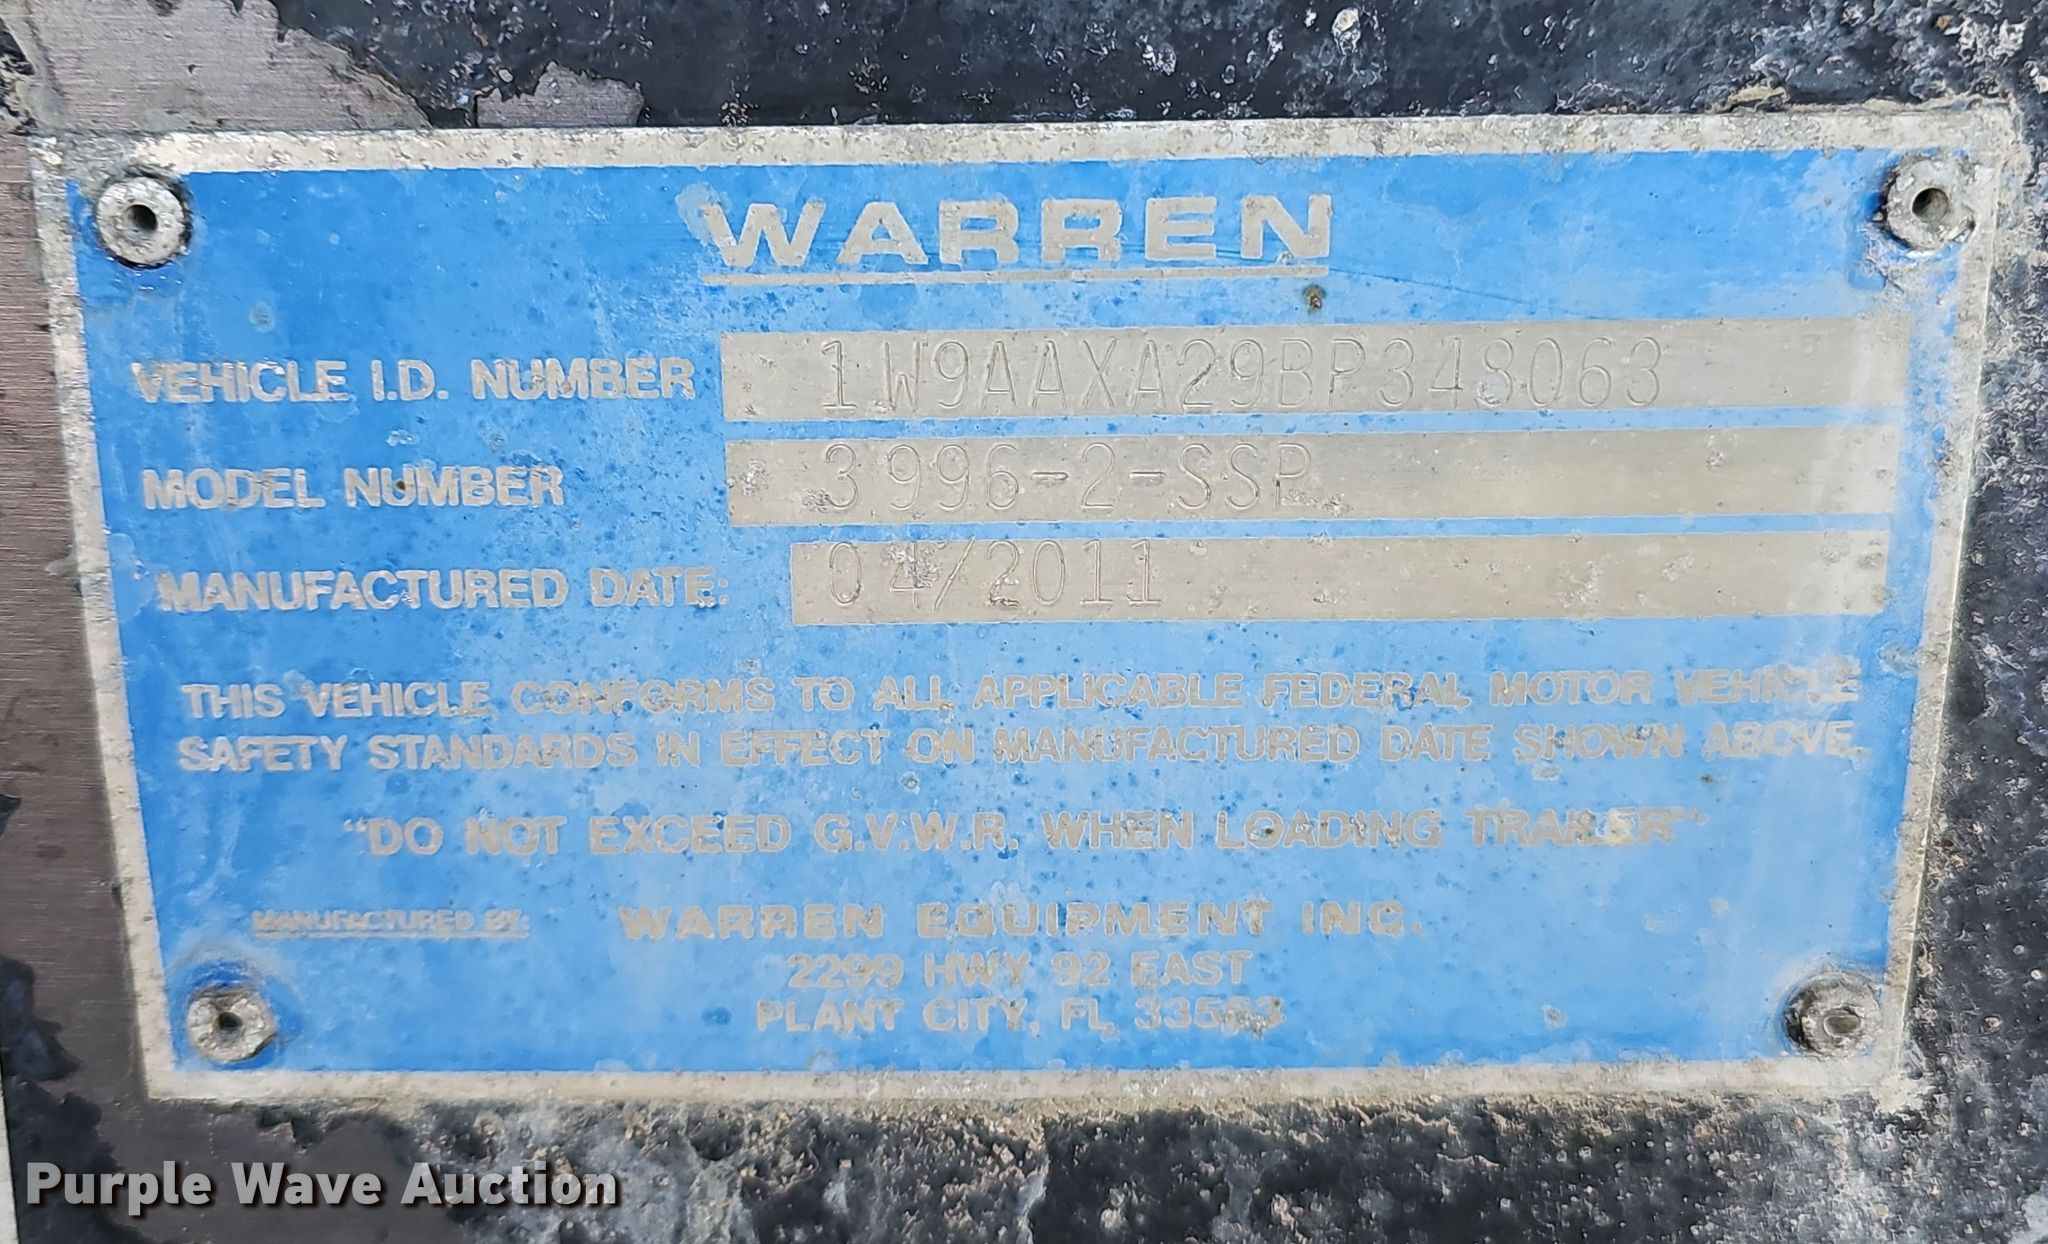 WARREN
VEHICLE I.D. NUMBER 1W9AAXA29BP348063
MODEL NUMBER 3996-2-SSP
MANUFACTURED DATE: 04/2011
THIS VEHICLE CONFORMS TO ALL APPLICABLE FEDERAL MOTOR VEHICLE
SAFETY STANDARDS IN EFFECT ON MANUFACTURED DATE SHOWN ABOVE.
"DO NOT EXCEED G.V.W.R. WHEN LOADING TRAILER"
MANUFACTURED BY: WARREN EQUIPMENT INC.
2299 HWY 92 EAST
PLANT CITY, FL 33563
Purple Wave Auction